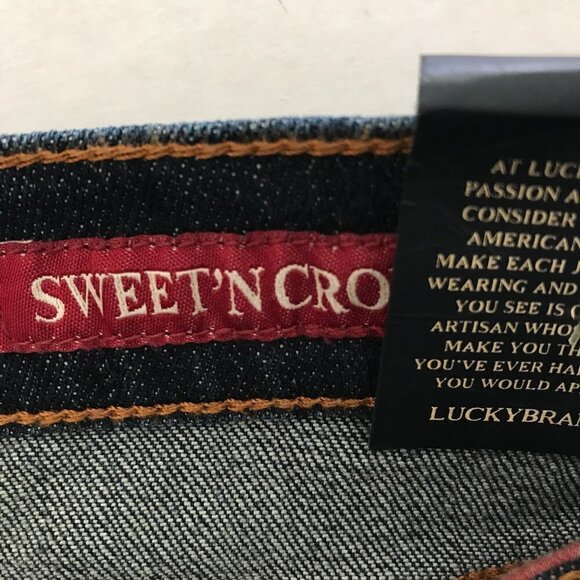 SWEET'N CRO
AT LUC
PASSION A
CONSIDER
AMERICAN
MAKE EACH
WEARING AND
YOU SEE IS
ARTISAN WHO
MAKE YOU TH
YOU'VE EVER HA
YOU WOULD AP
LUCKYBRAN